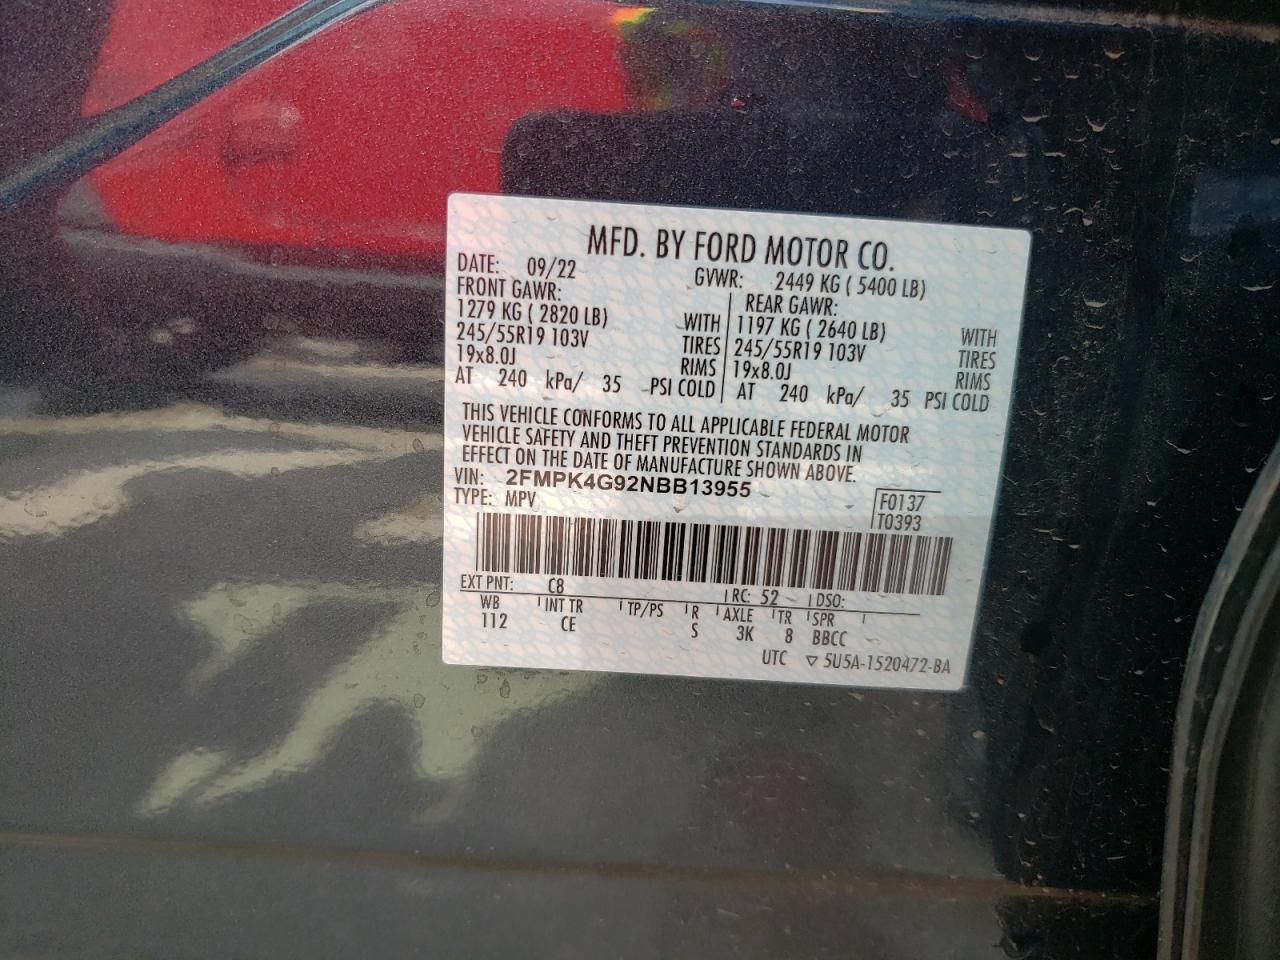 MFD. BY FORD MOTOR CO.
DATE: 09/22 GVWR: 2449 KG ( 5400 LB)
FRONT GAWR: REAR GAWR:
1279 KG ( 2820 LB) WITH 1197 KG ( 2640 LB) WITH
245/55R19 103V TIRES 245/55R19 103V TIRES
19x8.0J RIMS 19x8.0J RIMS
AT 240 kPa/ 35 PSI COLD AT 240 kPa/ 35 PSI COLD
THIS VEHICLE CONFORMS TO ALL APPLICABLE FEDERAL MOTOR
VEHICLE SAFETY AND THEFT PREVENTION STANDARDS IN
EFFECT ON THE DATE OF MANUFACTURE SHOWN ABOVE.
VIN: 2FMPK4G92NBB13955
TYPE: MPV F0137
T0393
EXT PNT: C8 RC: 52 DSO:
WB INT TR TP/PS R AXLE TR SPR
112 CE S 3K 8 BBCC
UTC ▽ 5U5A-1520472-BA